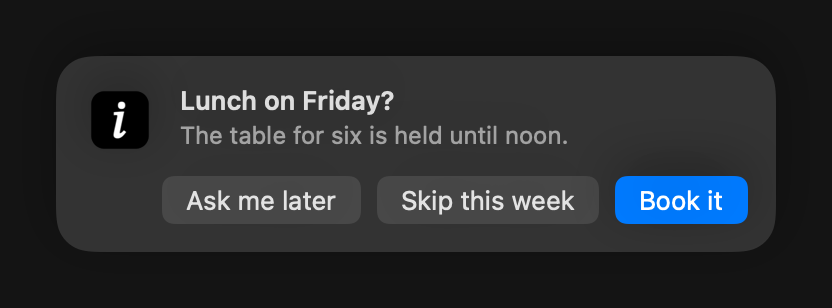 Lunch on Friday?
The table for six is held until noon.
Ask me later Skip this week Book it